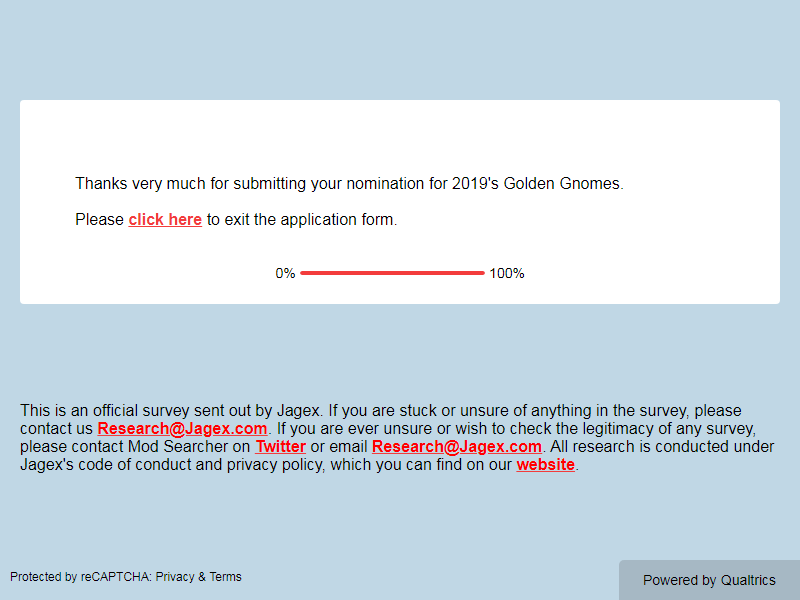 Thanks very much for submitting your nomination for 2019's Golden Gnomes.
Please click here to exit the application form.
0% 100%
This is an official survey sent out by Jagex. If you are stuck or unsure of anything in the survey, please
contact us Research@Jagex.com. If you are ever unsure or wish to check the legitimacy of any survey,
please contact Mod Searcher on Twitter or email Research@Jagex.com. All research is conducted under
Jagex's code of conduct and privacy policy, which you can find on our website.
Protected by reCAPTCHA: Privacy & Terms
Powered by Qualtrics